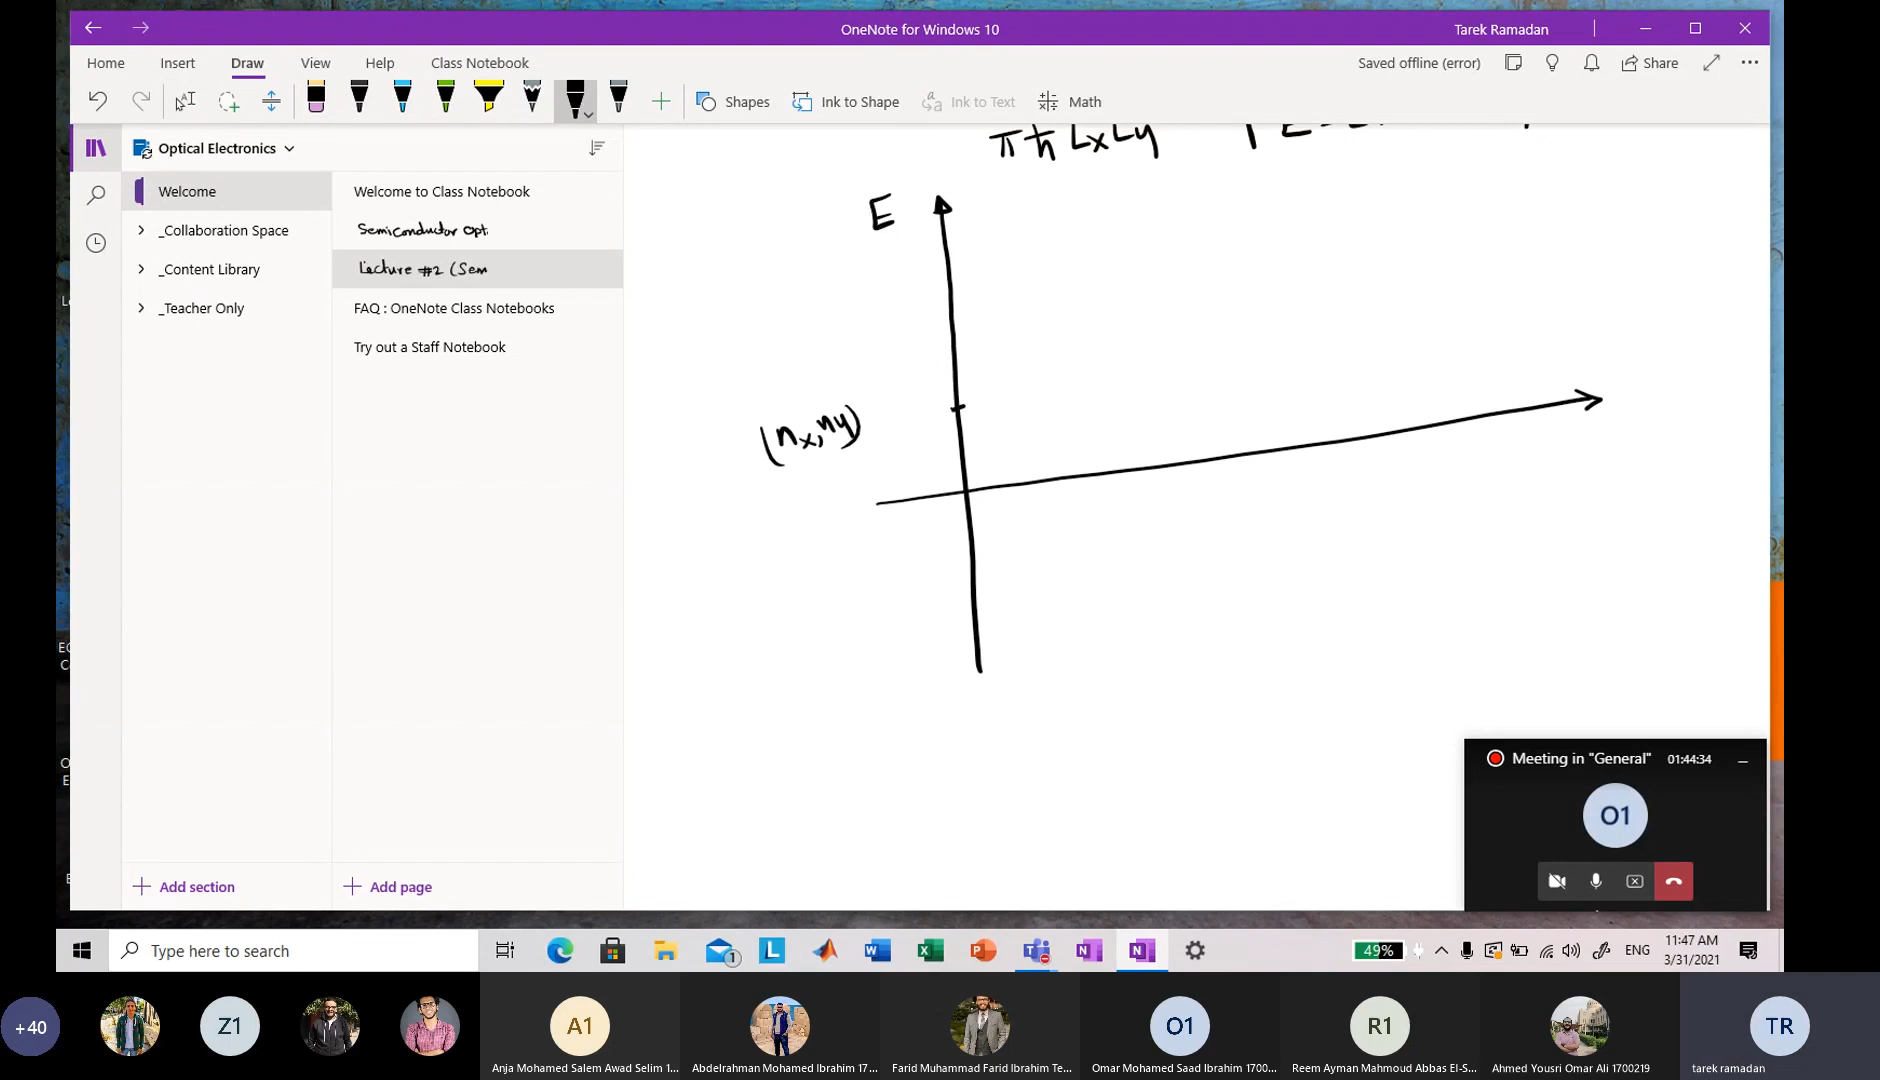 OneNote for Windows 10
Tarek Ramadan
Home Insert Draw View Help Class Notebook
Saved offline (error) Share
Shapes Ink to Shape Ink to Text Math
Optical Electronics
Welcome
_Collaboration Space
_Content Library
_Teacher Only
Add section
Welcome to Class Notebook
Semiconductor Opt
Lecture #2 (Sem
FAQ : OneNote Class Notebooks
Try out a Staff Notebook
Add page
πħ LxLy
E
(nx, ny)
Meeting in "General" 01:44:34
O1
Type here to search
1
49%
ENG
11:47 AM
3/31/2021
+40
Z1
A1
Anja Mohamed Salem Awad Selim 1...
Abdelrahman Mohamed Ibrahim 17...
Farid Muhammad Farid Ibrahim Te...
O1
Omar Mohamed Saad Ibrahim 1700...
R1
Reem Ayman Mahmoud Abbas El-S...
Ahmed Yousri Omar Ali 1700219
TR
tarek ramadan